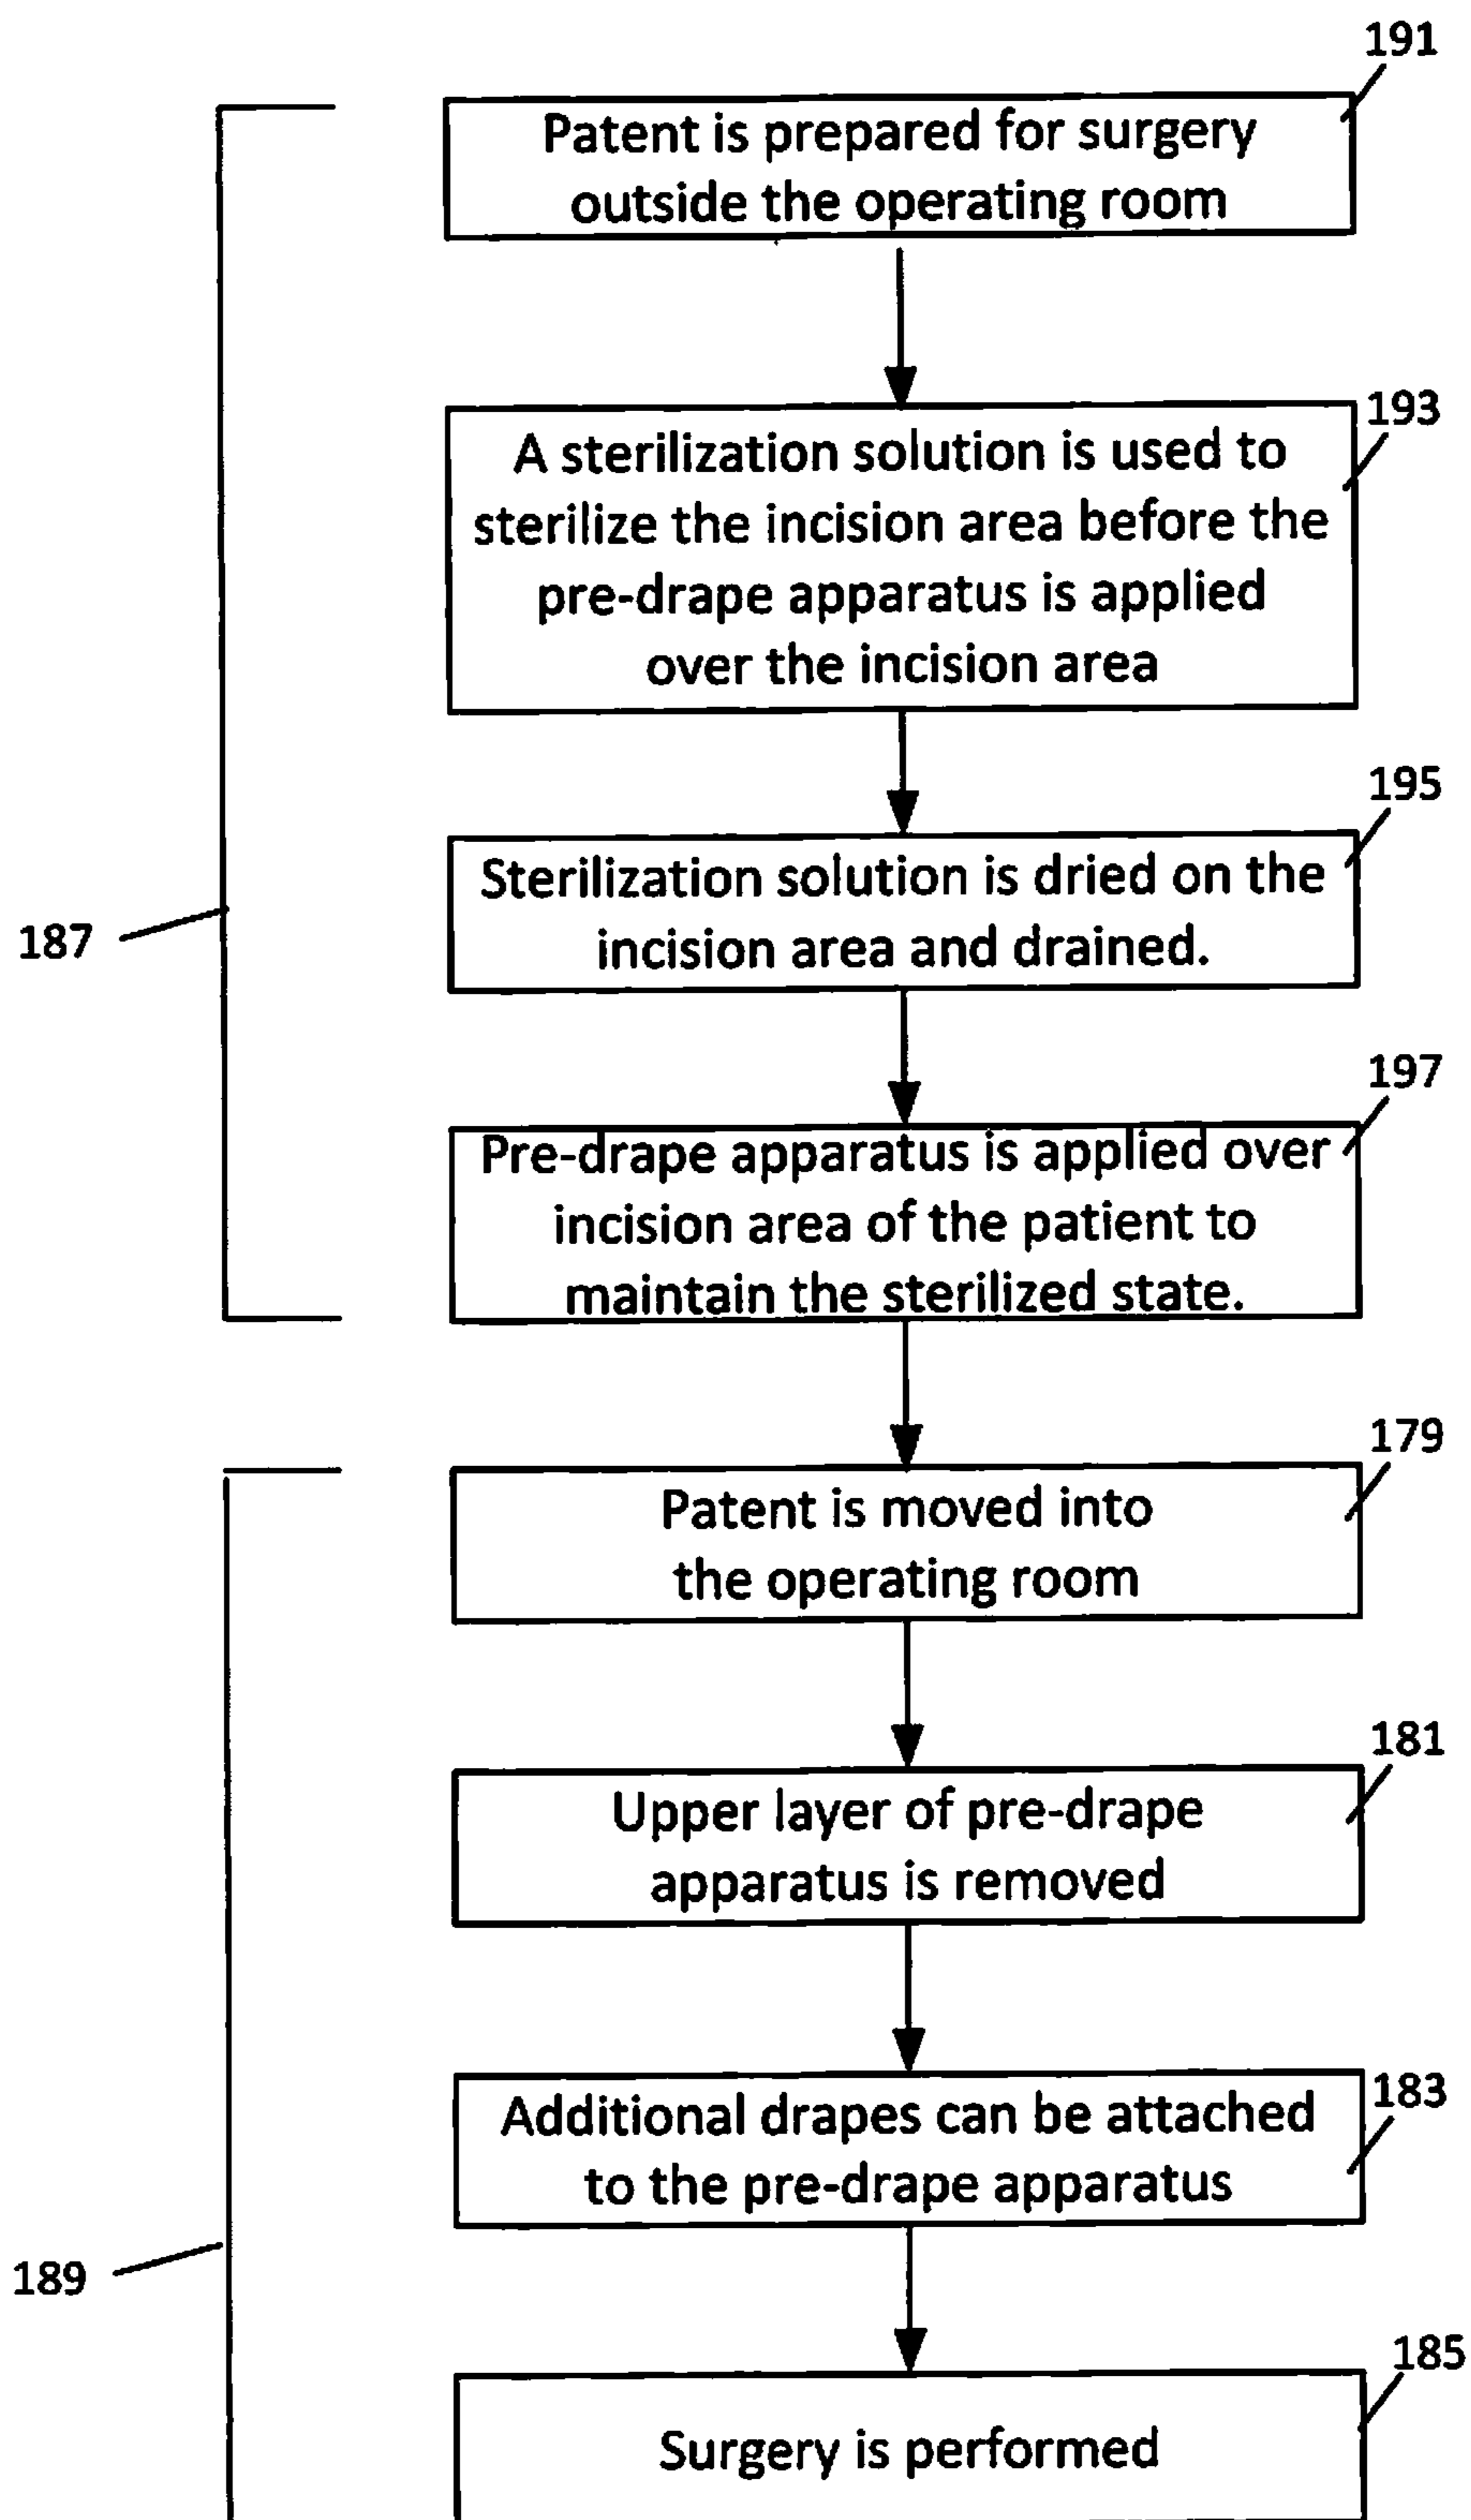 191
Patent is prepared for surgery
outside the operating room
193
A sterilization solution is used to
sterilize the incision area before the
pre-drape apparatus is applied
over the incision area
195
Sterilization solution is dried on the
incision area and drained.
187
197
Pre-drape apparatus is applied over
incision area of the patient to
maintain the sterilized state.
179
Patent is moved into
the operating room
181
Upper layer of pre-drape
apparatus is removed
183
Additional drapes can be attached
to the pre-drape apparatus
189
185
Surgery is performed